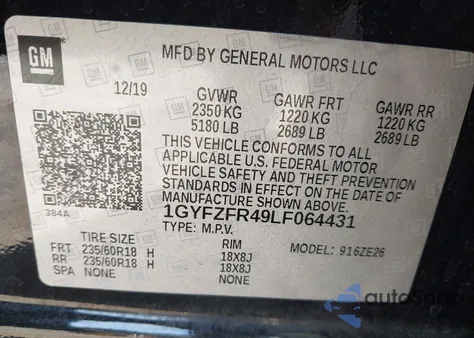 GM
MFD BY GENERAL MOTORS LLC
12/19
GVWR GAWR FRT GAWR RR
2350 KG 1220 KG 1220 KG
5180 LB 2689 LB 2689 LB
THIS VEHICLE CONFORMS TO ALL
APPLICABLE U.S. FEDERAL MOTOR
VEHICLE SAFETY AND THEFT PREVENTION
STANDARDS IN EFFECT ON THE DATE OF
MANUFACTURE SHOWN ABOVE.
1GYFZFR49LF064431
TYPE: M.P.V.
384A
TIRE SIZE RIM MODEL: 916ZE26
FRT 235/60R18 H 18X8J
RR 235/60R18 H 18X8J
SPA NONE NONE